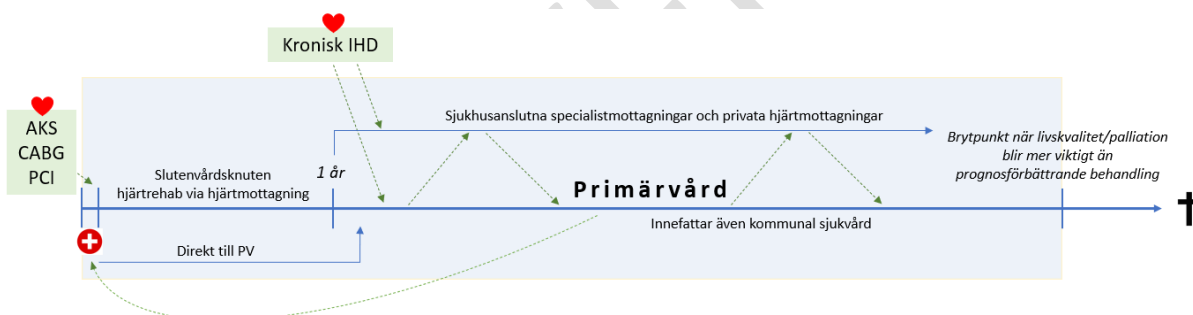 Kronisk IHD
AKS
CABG
PCI
Sjukhusanslutna specialistmottagningar och privata hjärtmottagningar
Slutenvårdsknuten
hjärtrehab via hjärtmottagning
1 år
Brytpunkt när livskvalitet/palliation
blir mer viktigt än
prognosförbättrande behandling
Primärvård
Innefattar även kommunal sjukvård
Direkt till PV